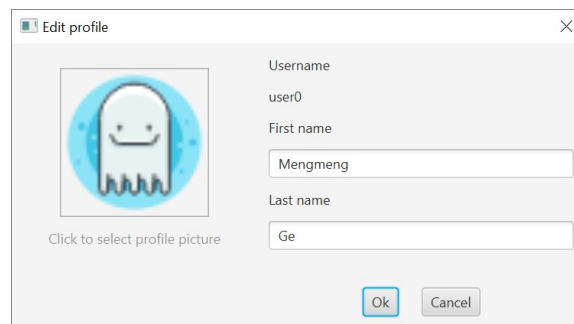 Edit profile
Username
user0
First name
Mengmeng
Last name
Ge
Click to select profile picture
Ok
Cancel